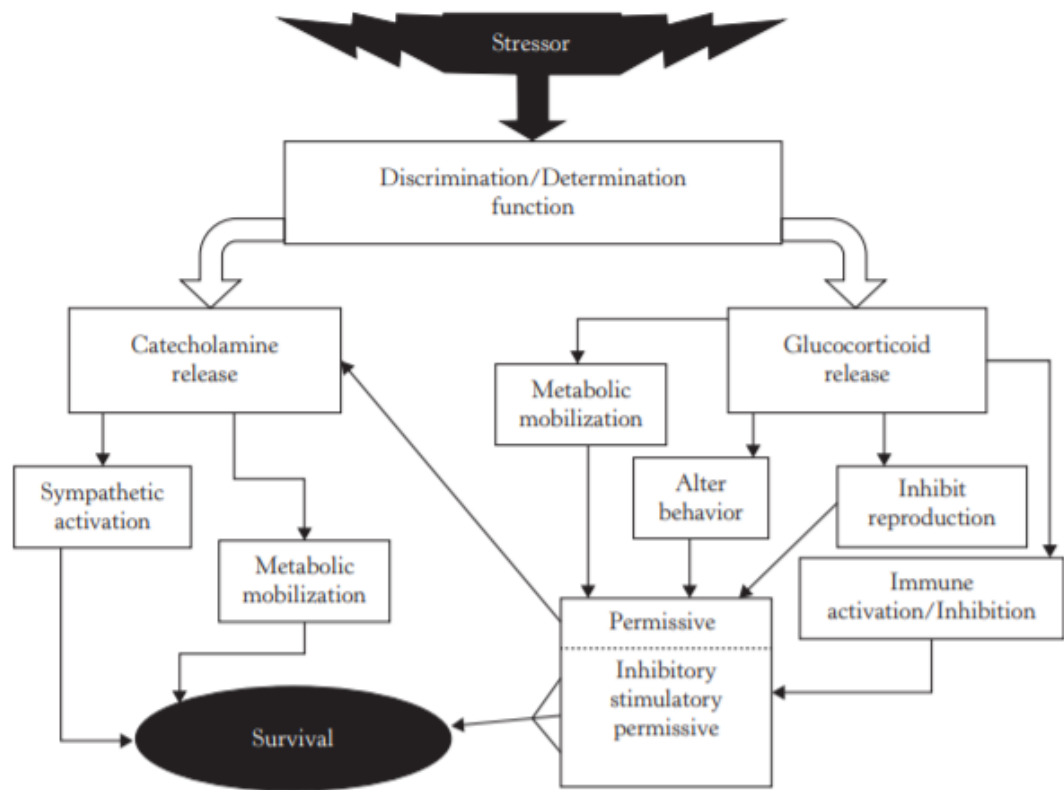 Stressor
Discrimination/Determination
function
Catecholamine
release
Glucocorticoid
release
Metabolic
mobilization
Sympathetic
activation
Alter
behavior
Inhibit
reproduction
Metabolic
mobilization
Immune
activation/Inhibition
Permissive
Inhibitory
stimulatory
permissive
Survival